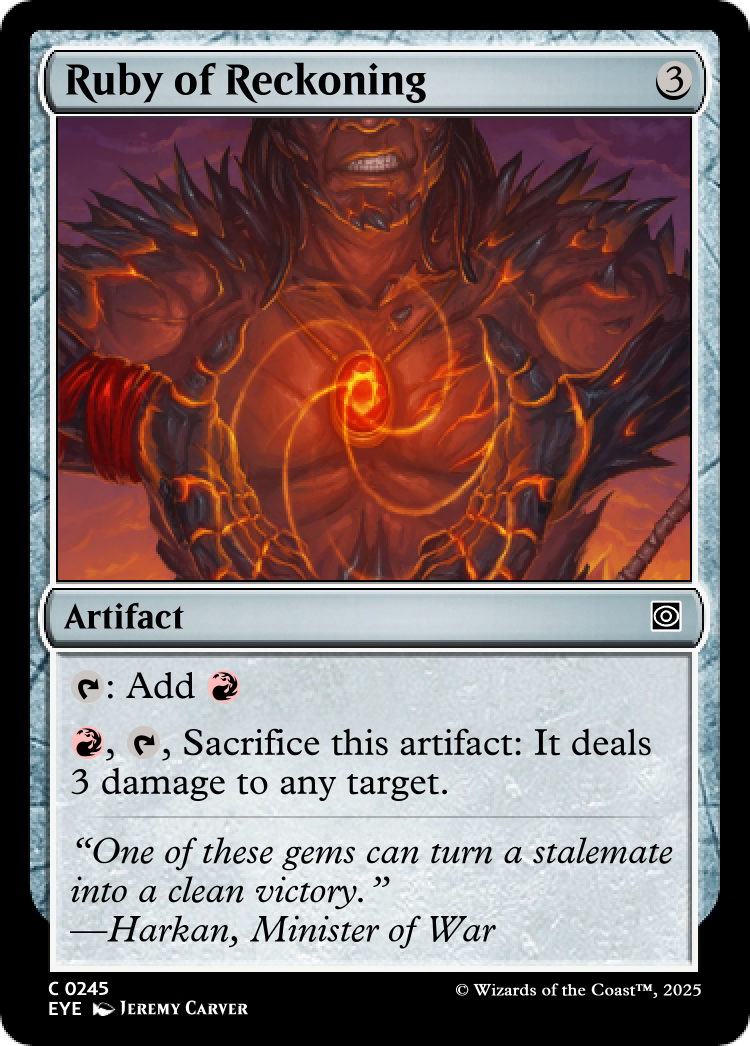 Ruby of Reckoning 3
Artifact
: Add
, , Sacrifice this artifact: It deals
3 damage to any target.
“One of these gems can turn a stalemate
into a clean victory.”
—Harkan, Minister of War
C 0245
EYE JEREMY CARVER
© Wizards of the Coast™, 2025